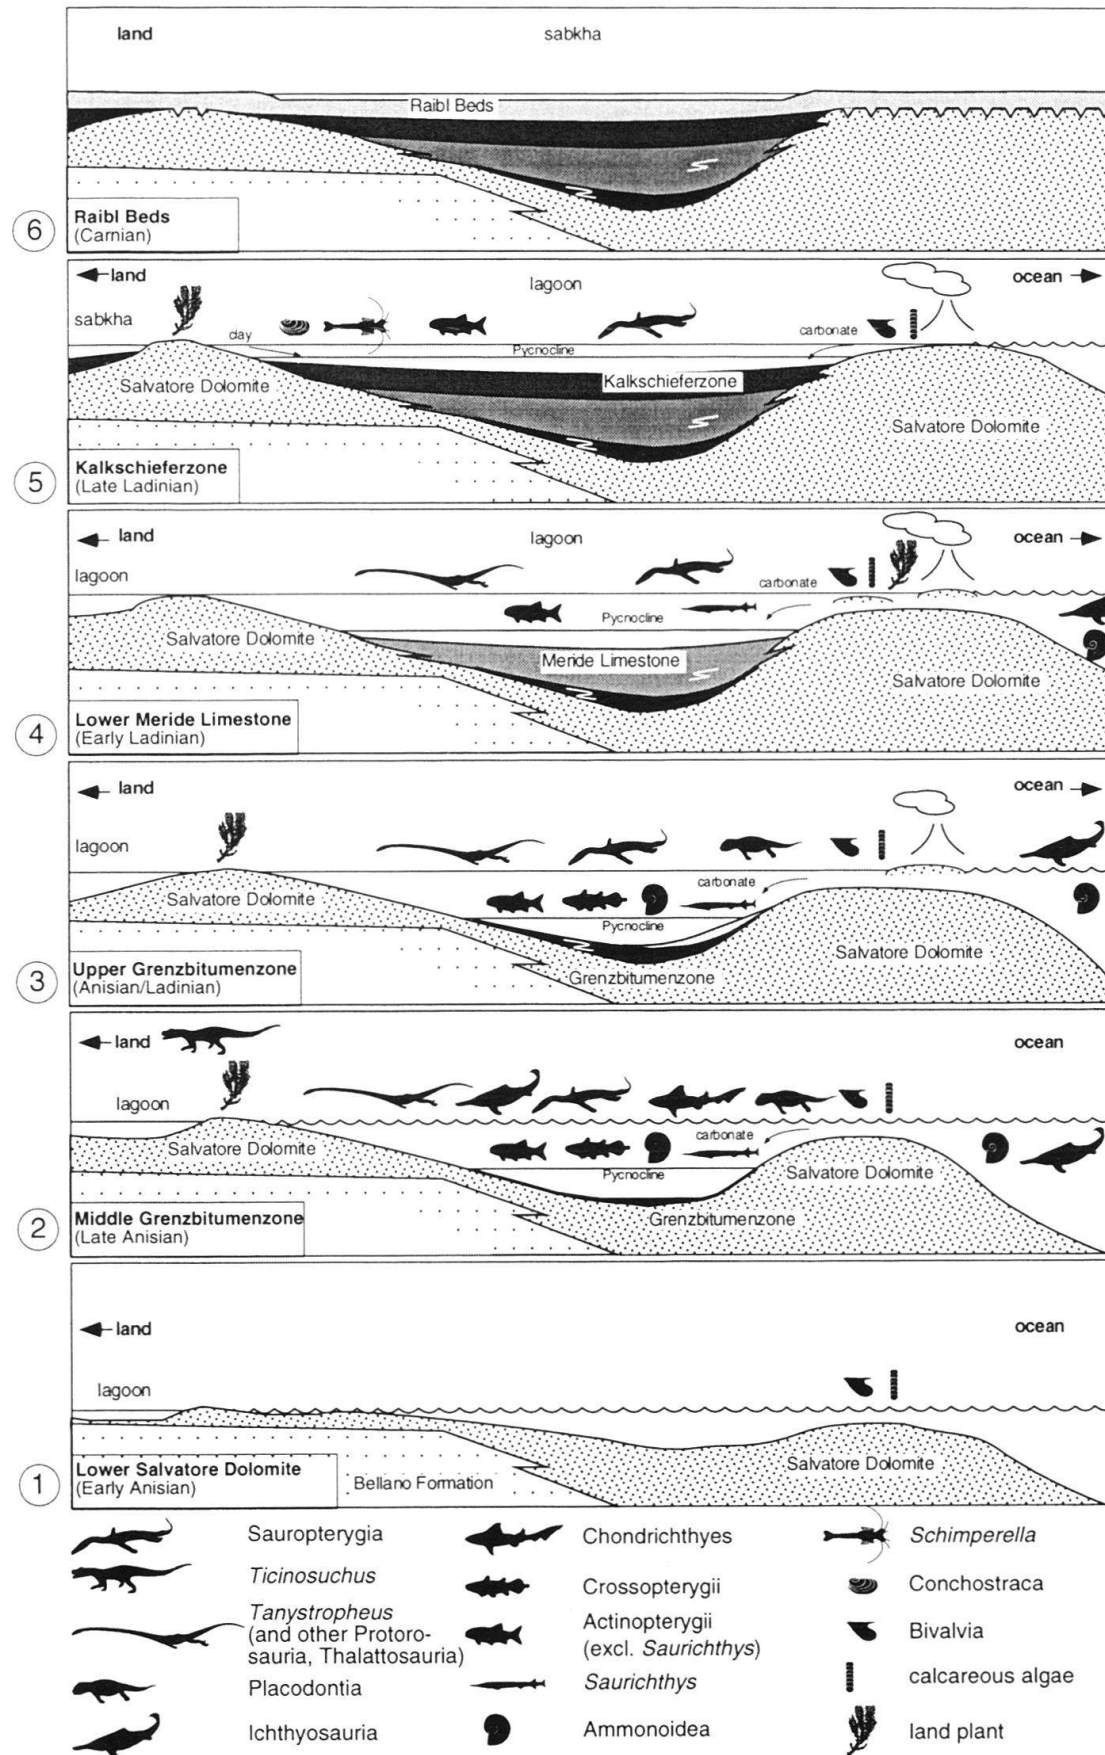 land
sabkha
Raibl Beds
6
Raibl Beds
(Carnian)
land
lagoon
ocean
sabkha
clay
carbonate
Pycnocline
Salvatore Dolomite
Kalkschieferzone
Salvatore Dolomite
5
Kalkschieferzone
(Late Ladinian)
land
lagoon
ocean
lagoon
carbonate
Pycnocline
Salvatore Dolomite
Meride Limestone
Salvatore Dolomite
4
Lower Meride Limestone
(Early Ladinian)
land
ocean
lagoon
carbonate
Salvatore Dolomite
Pycnocline
Salvatore Dolomite
3
Upper Grenzbitumenzone
(Anisian/Ladinian)
Grenzbitumenzone
land
ocean
lagoon
carbonate
Salvatore Dolomite
Pycnocline
Salvatore Dolomite
2
Middle Grenzbitumenzone
(Late Anisian)
Grenzbitumenzone
land
ocean
lagoon
1
Lower Salvatore Dolomite
(Early Anisian)
Bellano Formation
Salvatore Dolomite
Sauropterygia
Ticinosuchus
Tanystropheus
(and other Protoro-
sauria, Thalattosauria)
Placodontia
Ichthyosauria
Chondrichthyes
Crossopterygii
Actinopterygii
(excl. Saurichthys)
Saurichthys
Ammonoidea
Schimperella
Conchostraca
Bivalvia
calcareous algae
land plant